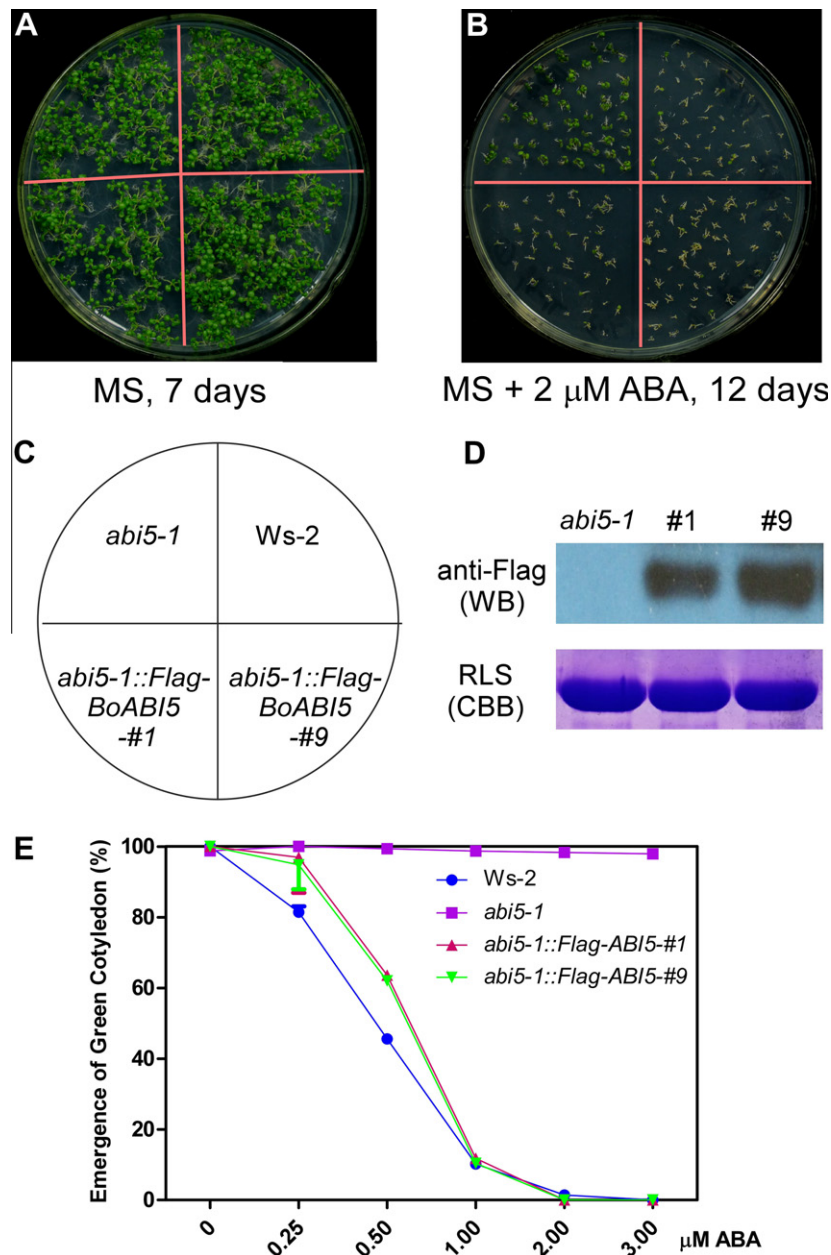 A
B
MS, 7 days
MS + 2 µM ABA, 12 days
C
abi5-1
Ws-2
abi5-1::Flag-
BoABI5
-#1
abi5-1::Flag-
BoABI5
-#9
D
abi5-1 #1 #9
anti-Flag
(WB)
RLS
(CBB)
E
Emergence of Green Cotyledon (%)
100
80
60
40
20
0
Ws-2
abi5-1
abi5-1::Flag-ABI5-#1
abi5-1::Flag-ABI5-#9
0 0.25 0.50 1.00 2.00 3.00 µM ABA